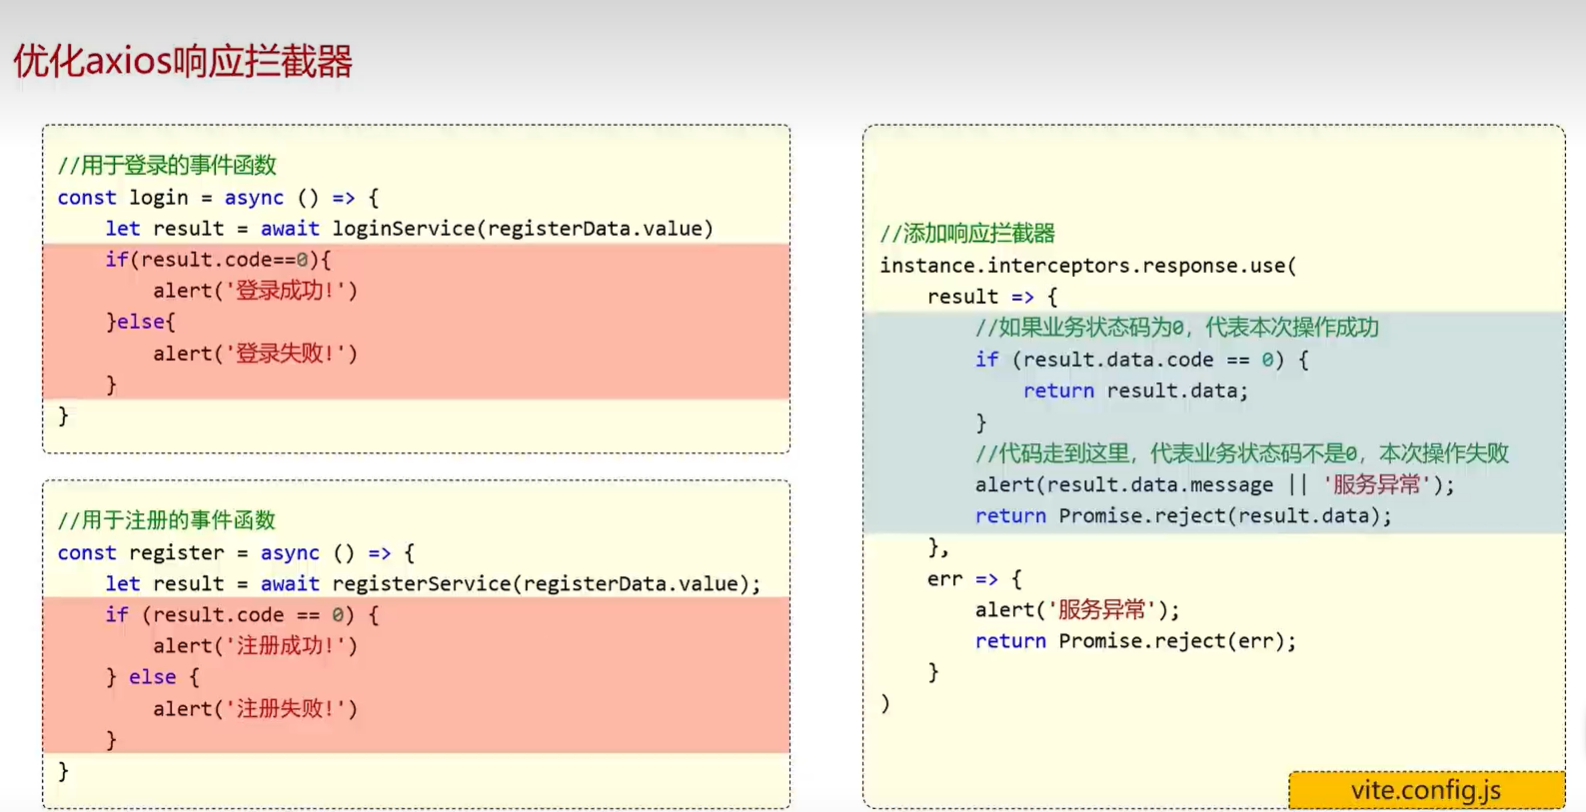 优化axios响应拦截器
//用于登录的事件函数
const login = async () => {
let result = await loginService(registerData.value)
if(result.code==0){
alert('登录成功!')
}else{
alert('登录失败!')
}
}
//用于注册的事件函数
const register = async () => {
let result = await registerService(registerData.value);
if (result.code == 0) {
alert('注册成功!')
} else {
alert('注册失败!')
}
}
//添加响应拦截器
instance.interceptors.response.use(
result => {
//如果业务状态码为0，代表本次操作成功
if (result.data.code == 0) {
return result.data;
}
//代码走到这里，代表业务状态码不是0，本次操作失败
alert(result.data.message || '服务异常');
return Promise.reject(result.data);
},
err => {
alert('服务异常');
return Promise.reject(err);
}
)
vite.config.js